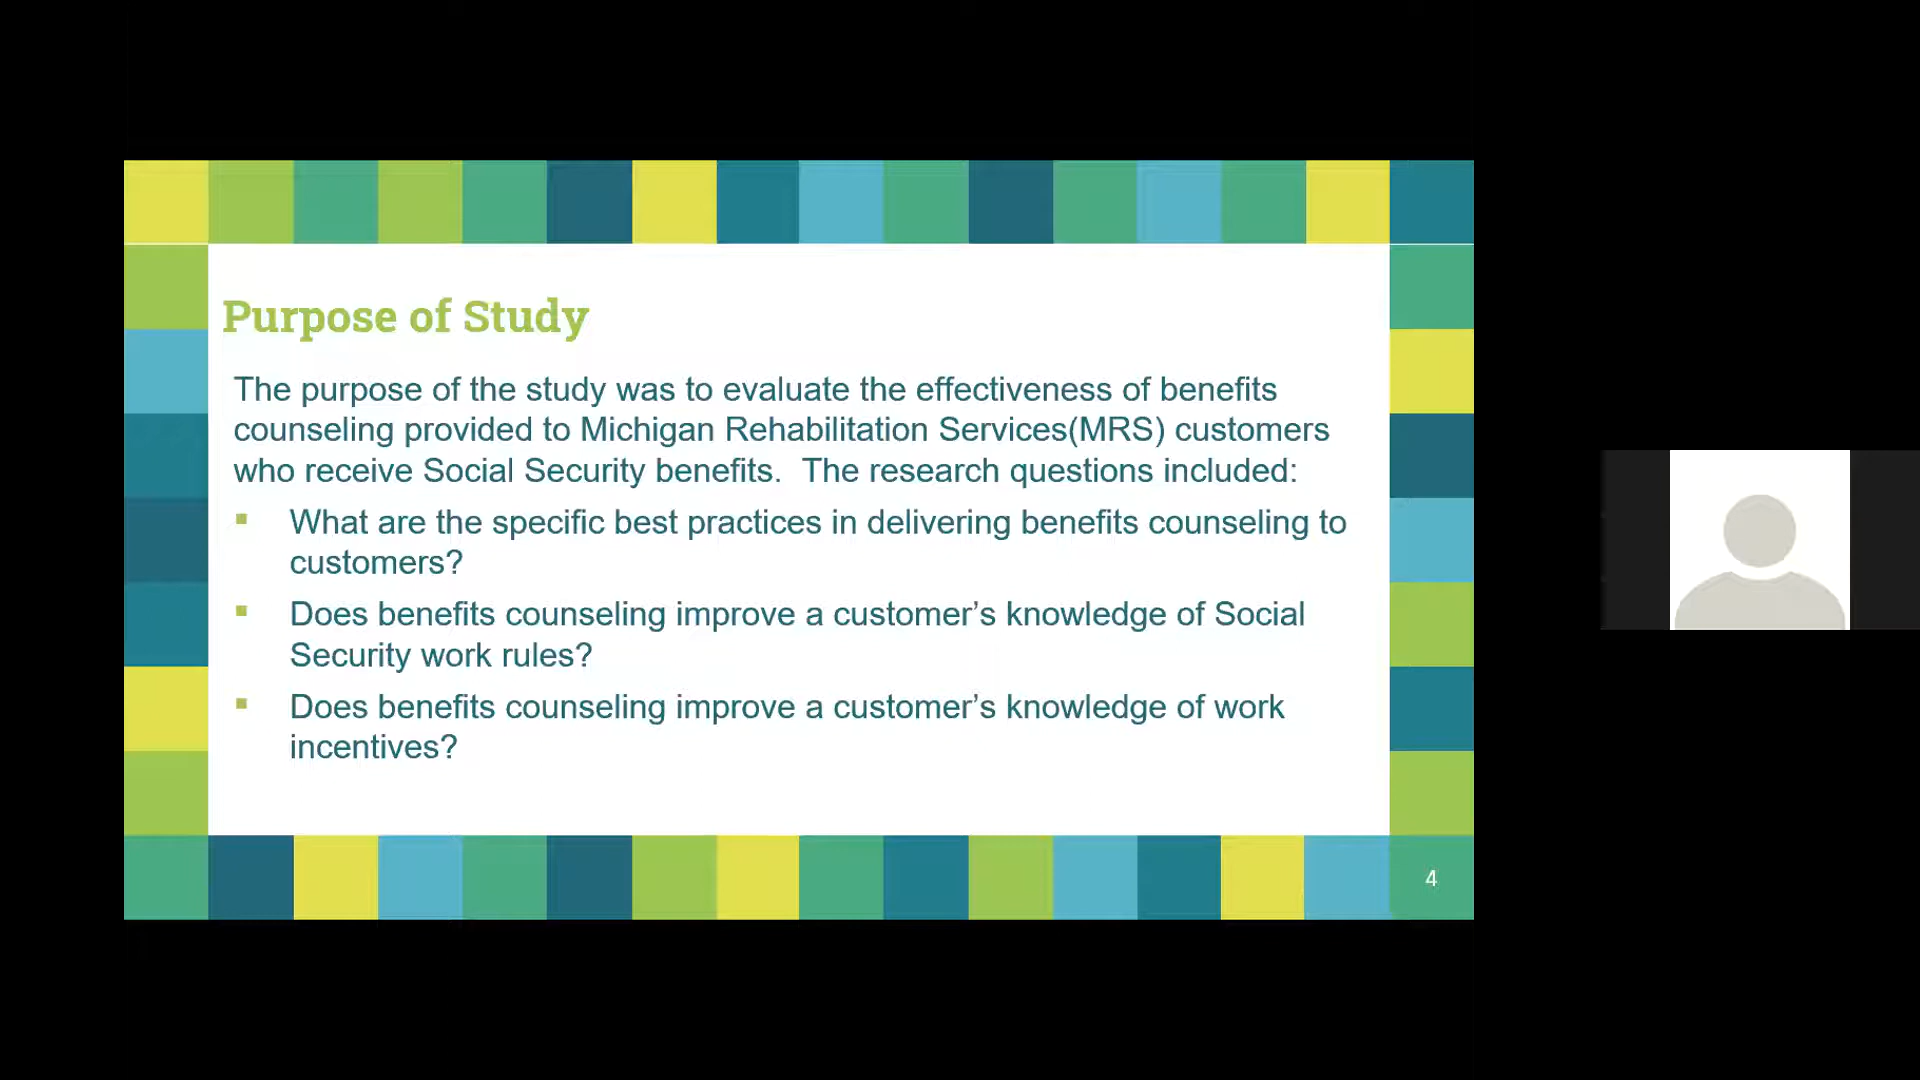 Purpose of Study
The purpose of the study was to evaluate the effectiveness of benefits
counseling provided to Michigan Rehabilitation Services(MRS) customers
who receive Social Security benefits.  The research questions included:
▪ What are the specific best practices in delivering benefits counseling to
customers?
▪ Does benefits counseling improve a customer’s knowledge of Social
Security work rules?
▪ Does benefits counseling improve a customer’s knowledge of work
incentives?
4